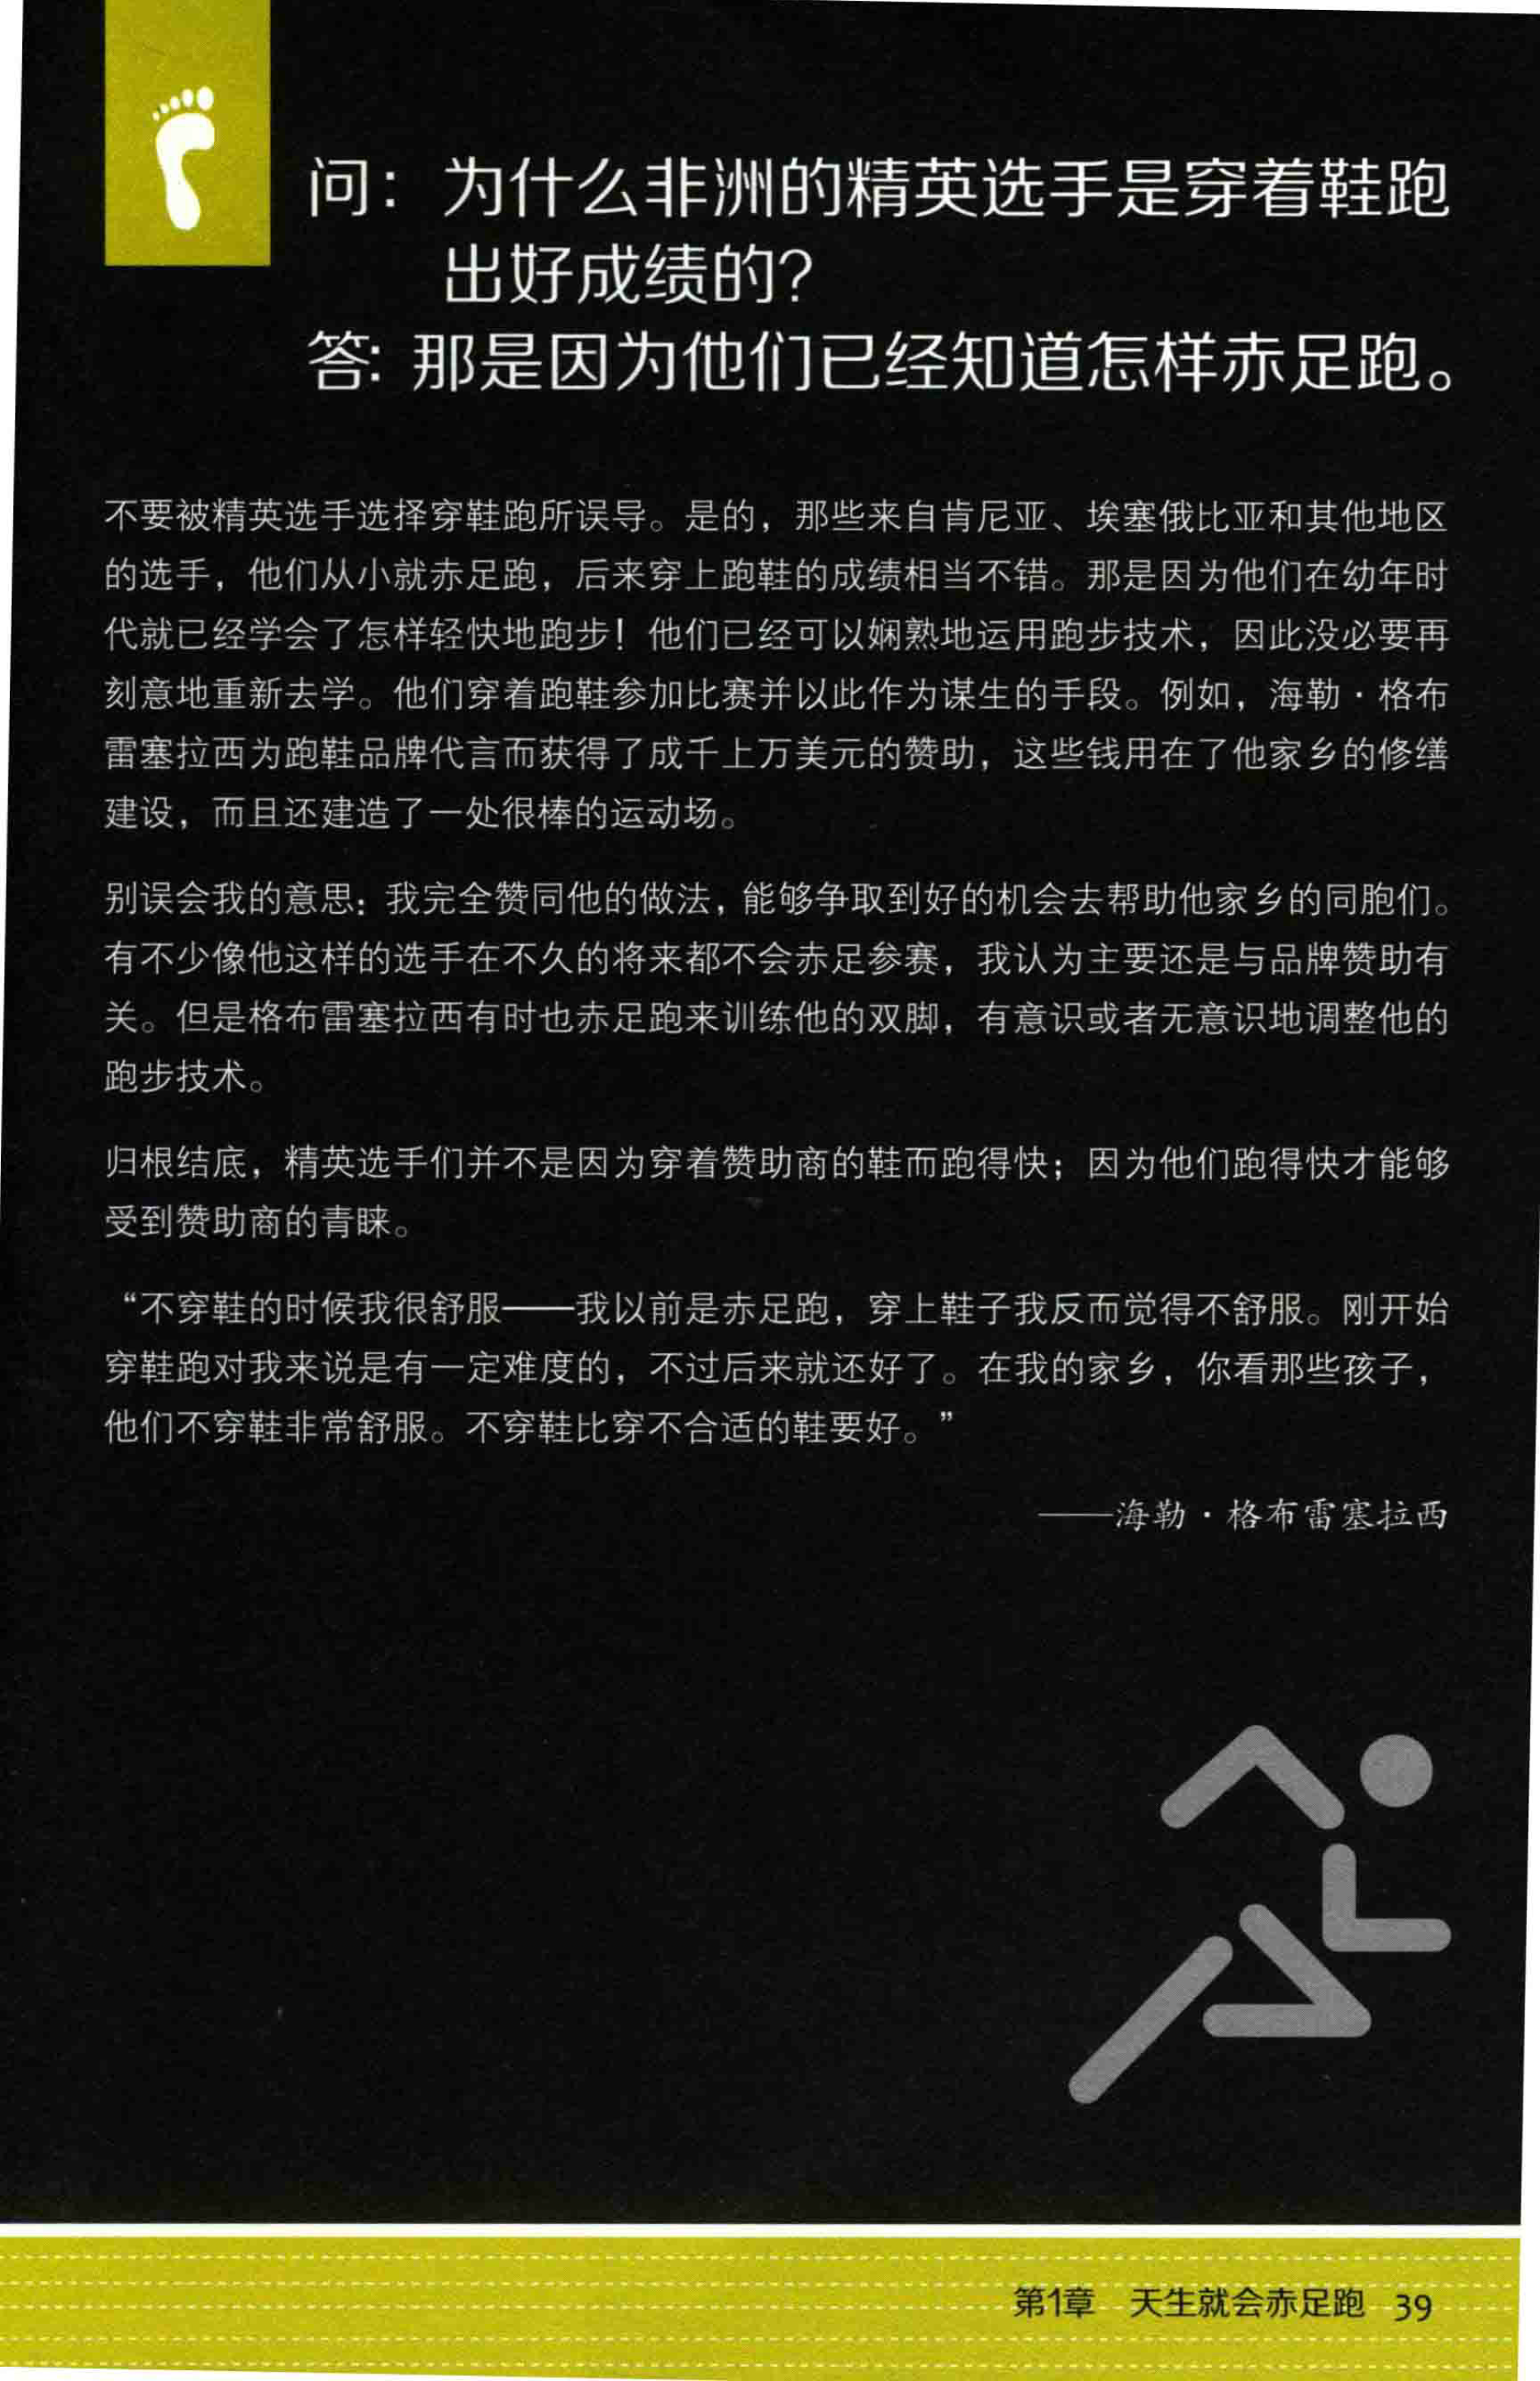 问：为什么非洲的精英选手是穿着鞋跑
出好成绩的？
答：那是因为他们已经知道怎样赤足跑。
不要被精英选手选择穿鞋跑所误导。是的，那些来自肯尼亚、埃塞俄比亚和其他地区
的选手，他们从小就赤足跑，后来穿上跑鞋的成绩相当不错。那是因为他们在幼年时
代就已经学会了怎样轻快地跑步！他们已经可以娴熟地运用跑步技术，因此没必要再
刻意地重新去学。他们穿着跑鞋参加比赛并以此作为谋生的手段。例如，海勒·格布
雷塞拉西为跑鞋品牌代言而获得了成千上万美元的赞助，这些钱用在了他家乡的修缮
建设，而且还建造了一处很棒的运动场。
别误会我的意思：我完全赞同他的做法，能够争取到好的机会去帮助他家乡的同胞们。
有不少像他这样的选手在不久的将来都不会赤足参赛，我认为主要还是与品牌赞助有
关。但是格布雷塞拉西有时也赤足跑来训练他的双脚，有意识或者无意识地调整他的
跑步技术。
归根结底，精英选手们并不是因为穿着赞助商的鞋而跑得快；因为他们跑得快才能够
受到赞助商的青睐。
“不穿鞋的时候我很舒服——我以前是赤足跑，穿上鞋子我反而觉得不舒服。刚开始
穿鞋跑对我来说是有一定难度的，不过后来就还好了。在我的家乡，你看那些孩子，
他们不穿鞋非常舒服。不穿鞋比穿不合适的鞋要好。”
——海勒·格布雷塞拉西
第1章 天生就会赤足跑 39